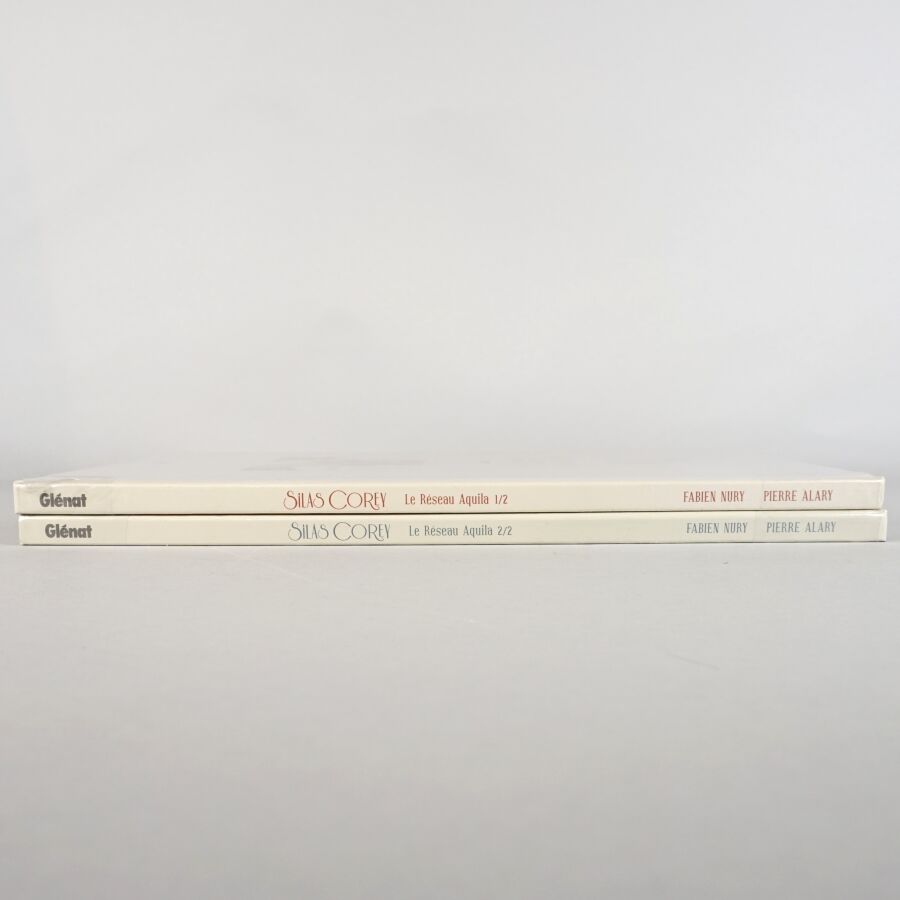 Glénat SILAS COREY Le Réseau Aquila 1/2 FABIEN NURY PIERRE ALARY
Glénat SILAS COREY Le Réseau Aquila 2/2 FABIEN NURY PIERRE ALARY